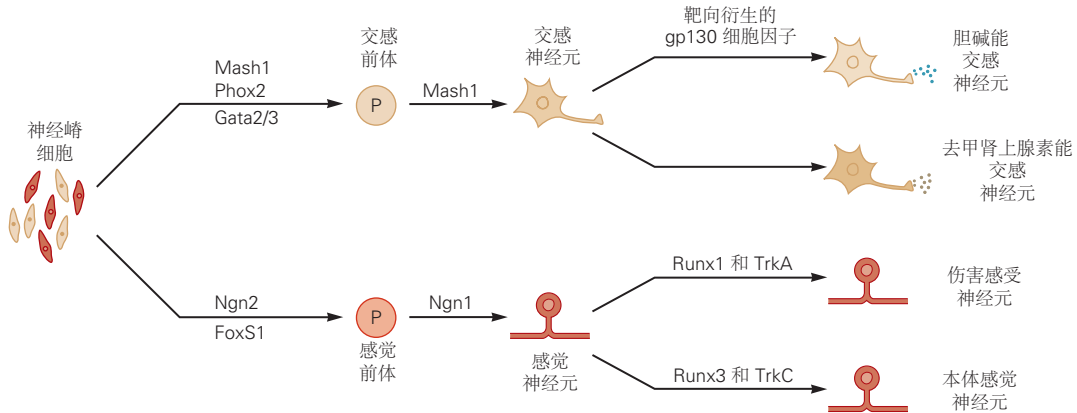 神经嵴
细胞
Mash1
Phox2
Gata2/3
交感
前体
P
Mash1
交感
神经元
靶向衍生的
gp130 细胞因子
胆碱能
交感
神经元
去甲肾上腺素能
交感
神经元
Ngn2
FoxS1
P
感觉
前体
Ngn1
感觉
神经元
Runx1 和 TrkA
伤害感受
神经元
Runx3 和 TrkC
本体感觉
神经元